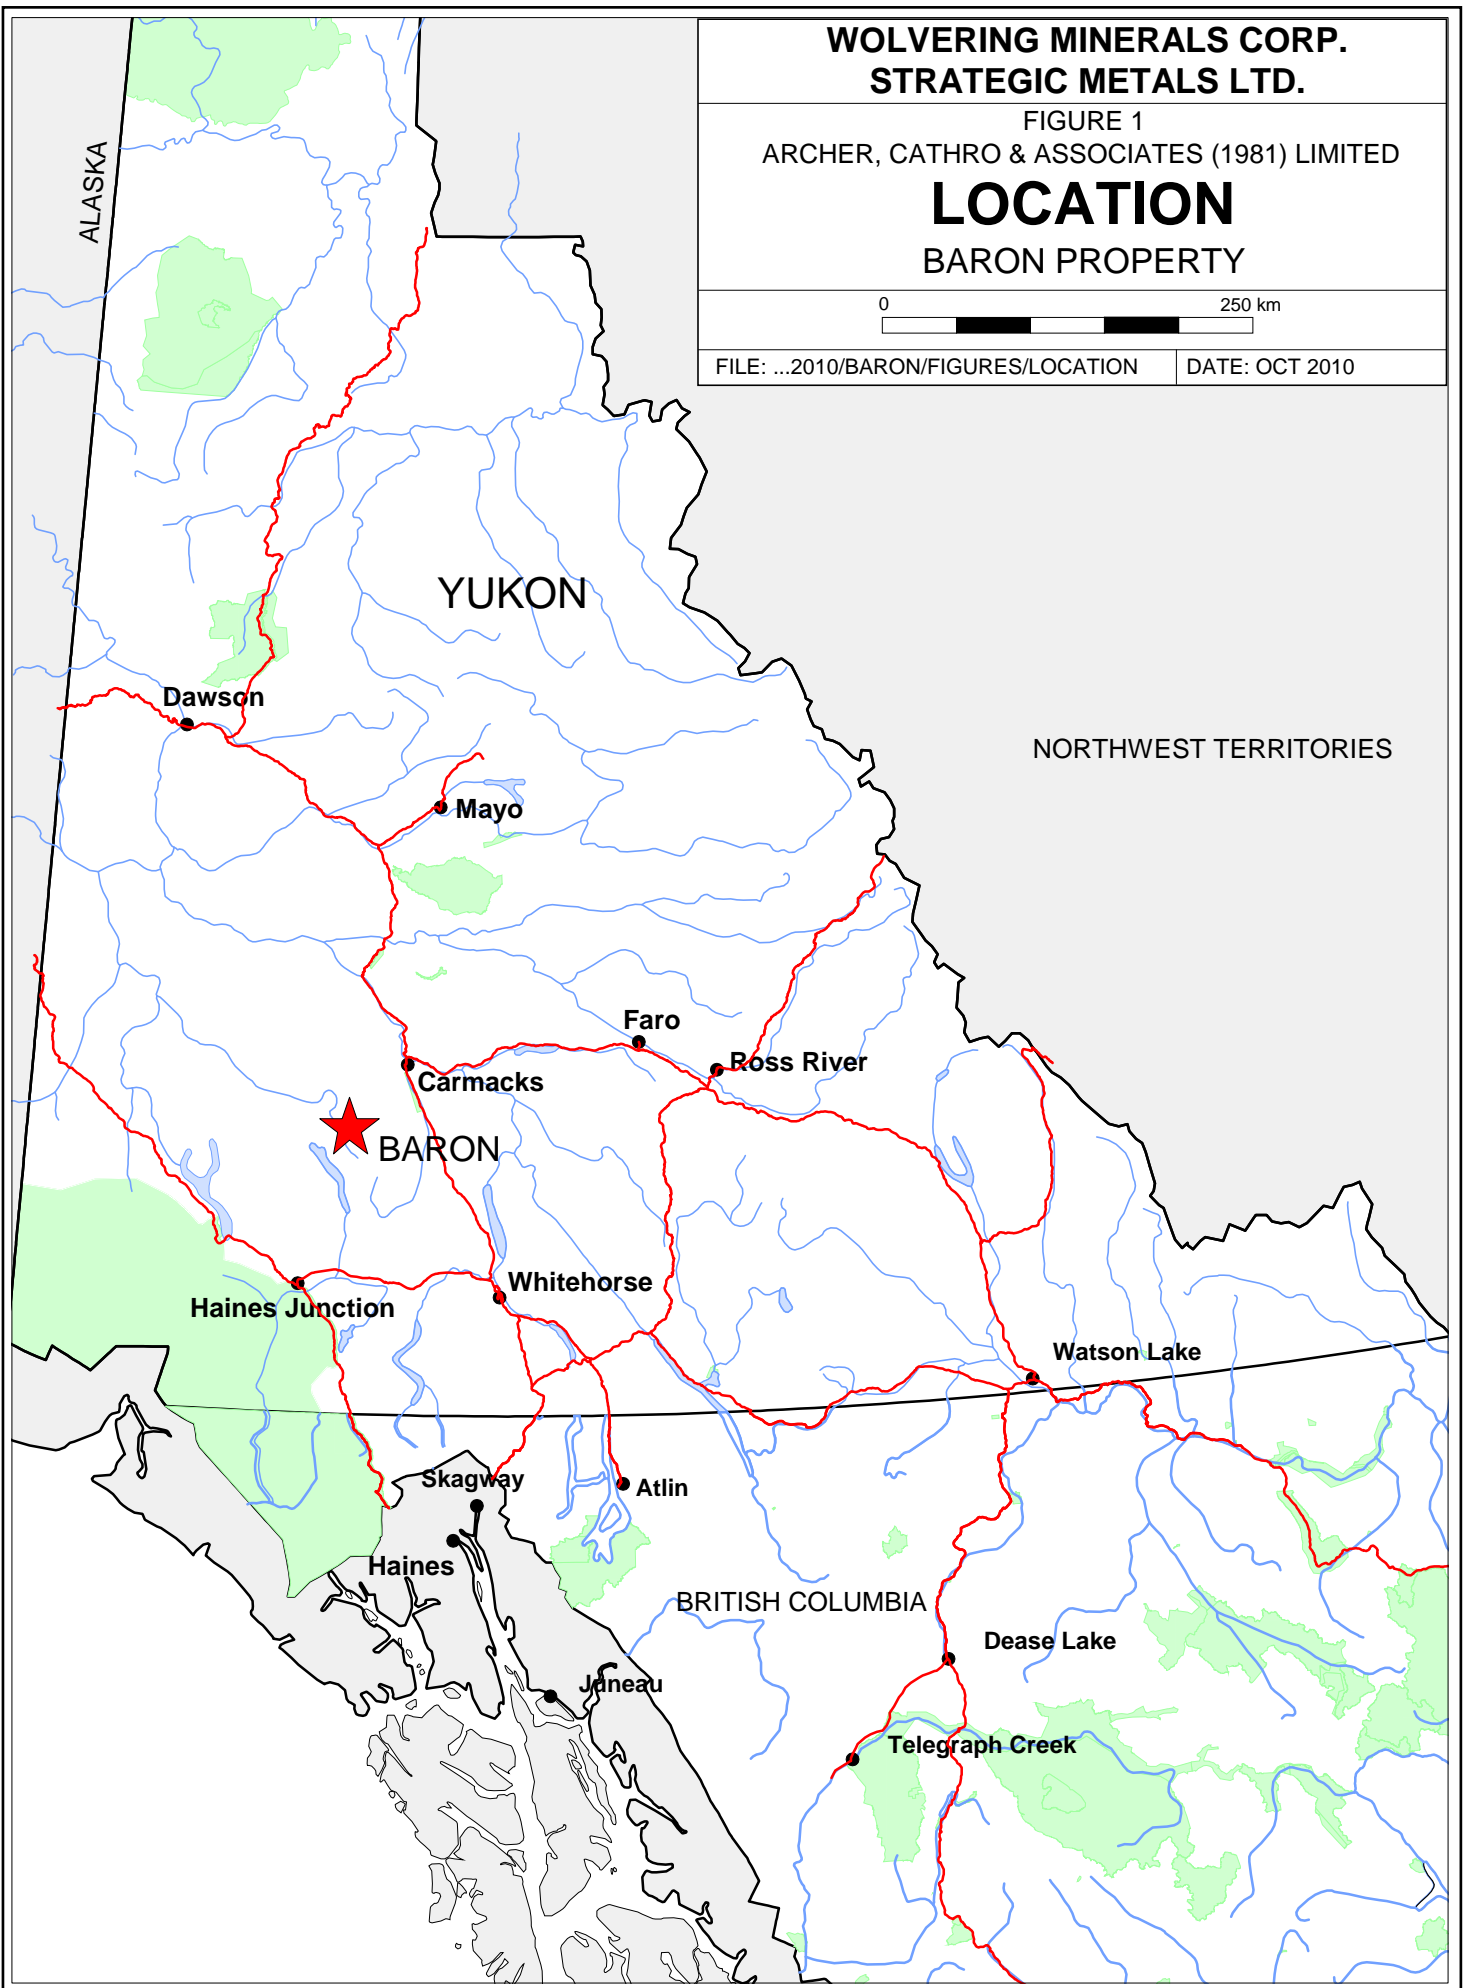 WOLVERING MINERALS CORP.
STRATEGIC METALS LTD.
FIGURE 1
ARCHER, CATHRO & ASSOCIATES (1981) LIMITED
LOCATION
BARON PROPERTY
0 250 km
FILE: ...2010/BARON/FIGURES/LOCATION DATE: OCT 2010
ALASKA
YUKON
Dawson
NORTHWEST TERRITORIES
Mayo
Faro
Ross River
Carmacks
BARON
Whitehorse
Haines Junction
Watson Lake
Skagway
Atlin
Haines
BRITISH COLUMBIA
Dease Lake
Juneau
Telegraph Creek